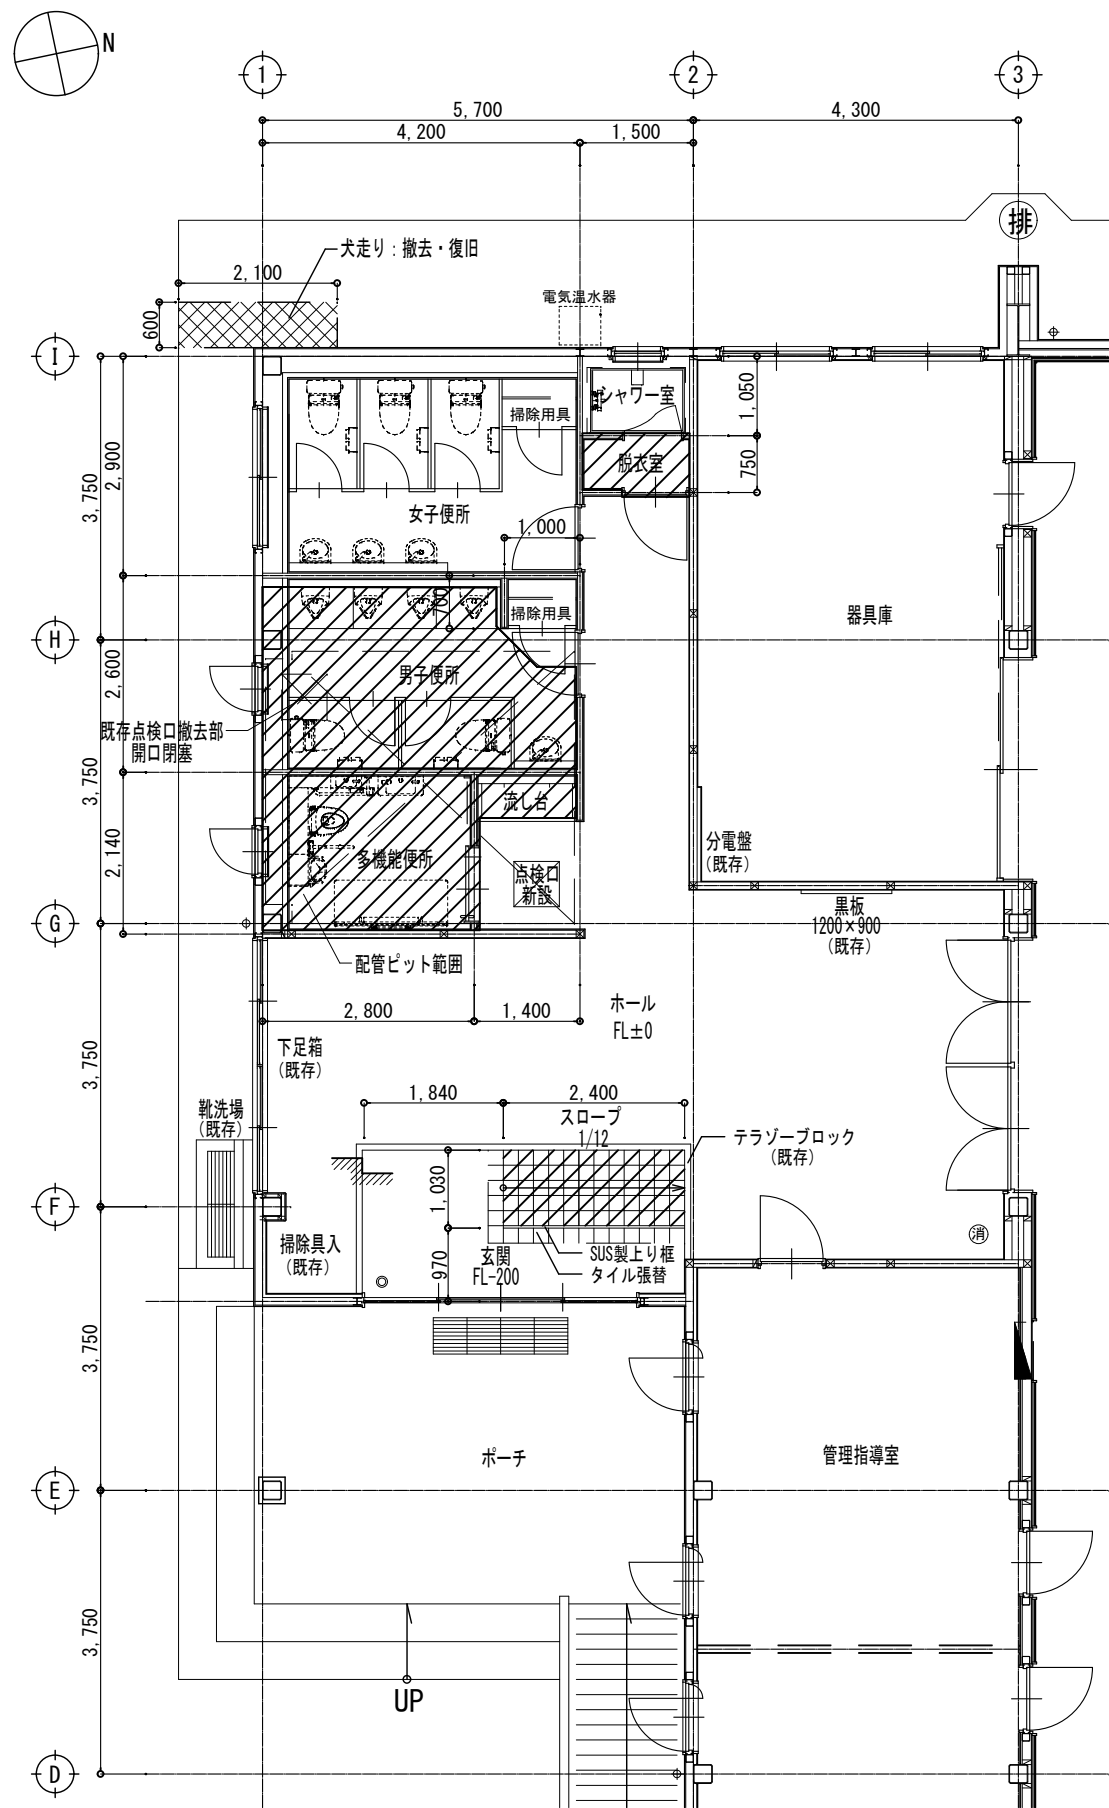 N
1
2
3
5,700
4,300
4,200
1,500
排
犬走り：撤去・復旧
2,100
電気温水器
600
I
シャワー室
1,050
掃除用具
脱衣室
750
2,900
3,750
女子便所
1,000
700
掃除用具
器具庫
H
男子便所
2,600
既存点検口撤去部
開口閉塞
3,750
流し台
分電盤
(既存)
2,140
多機能便所
点検口
新設
黒板
1200×900
(既存)
G
配管ピット範囲
2,800
1,400
ホール
FL±0
下足箱
(既存)
3,750
1,840
2,400
スロープ
1/12
靴洗場
(既存)
テラゾーブロック
(既存)
1,030
F
掃除具入
(既存)
970
玄関
FL-200
SUS製上り框
タイル張替
消
3,750
ポーチ
管理指導室
E
3,750
UP
D